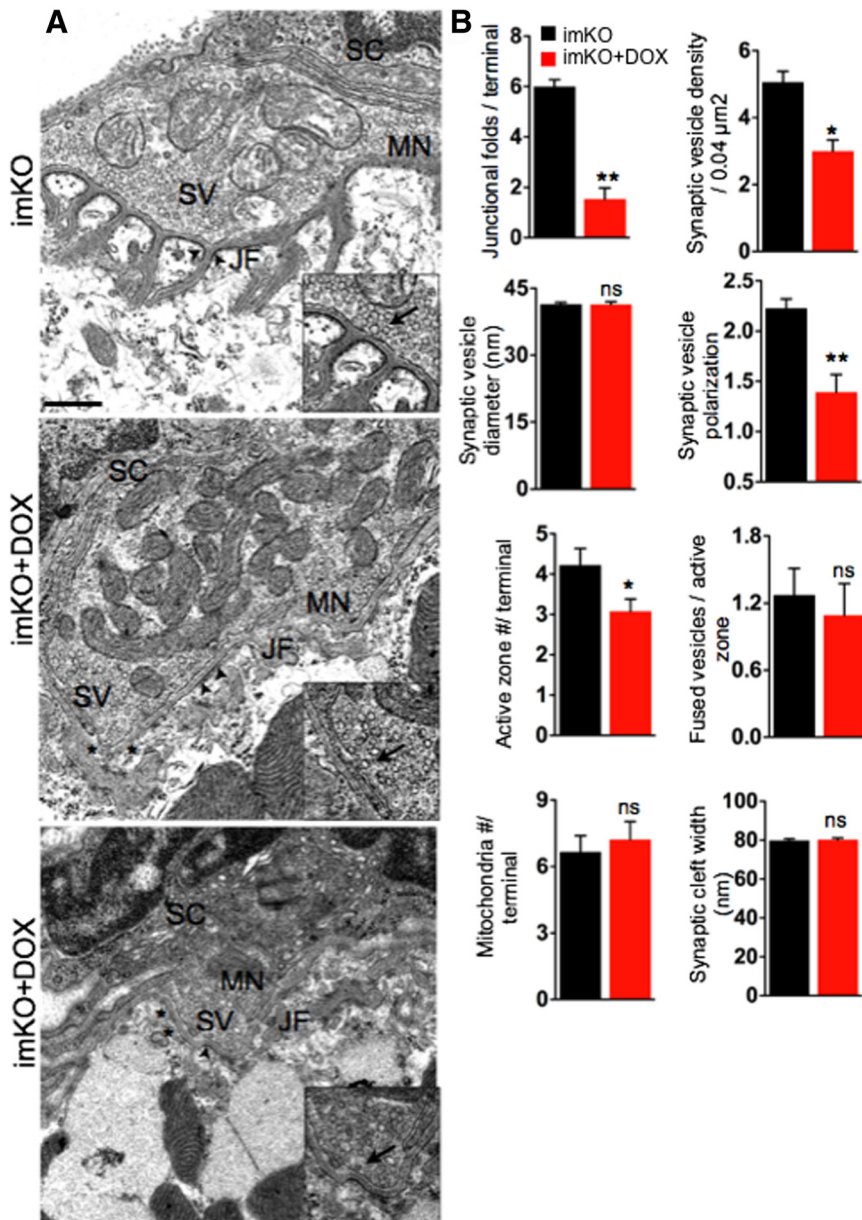 A
imKO
SC
MN
SV
JF
imKO+DOX
SC
MN
JF
SV
* *
imKO+DOX
SC
MN
SV
JF
*
*
B
imKO
imKO+DOX
Junctional folds / terminal
8
6
4
2
0
**
Synaptic vesicle density / 0.04 µm2
6
4
2
0
*
Synaptic vesicle diameter (nm)
45
30
15
0
ns
Synaptic vesicle polarization
2.5
2.0
1.5
1.0
0.5
**
Active zone #/ terminal
5
4
3
2
1
0
*
Fused vesicles / active zone
1.8
1.2
0.6
0.0
ns
Mitochondria #/ terminal
9
6
3
0
ns
Synaptic cleft width (nm)
100
80
60
40
20
0
ns